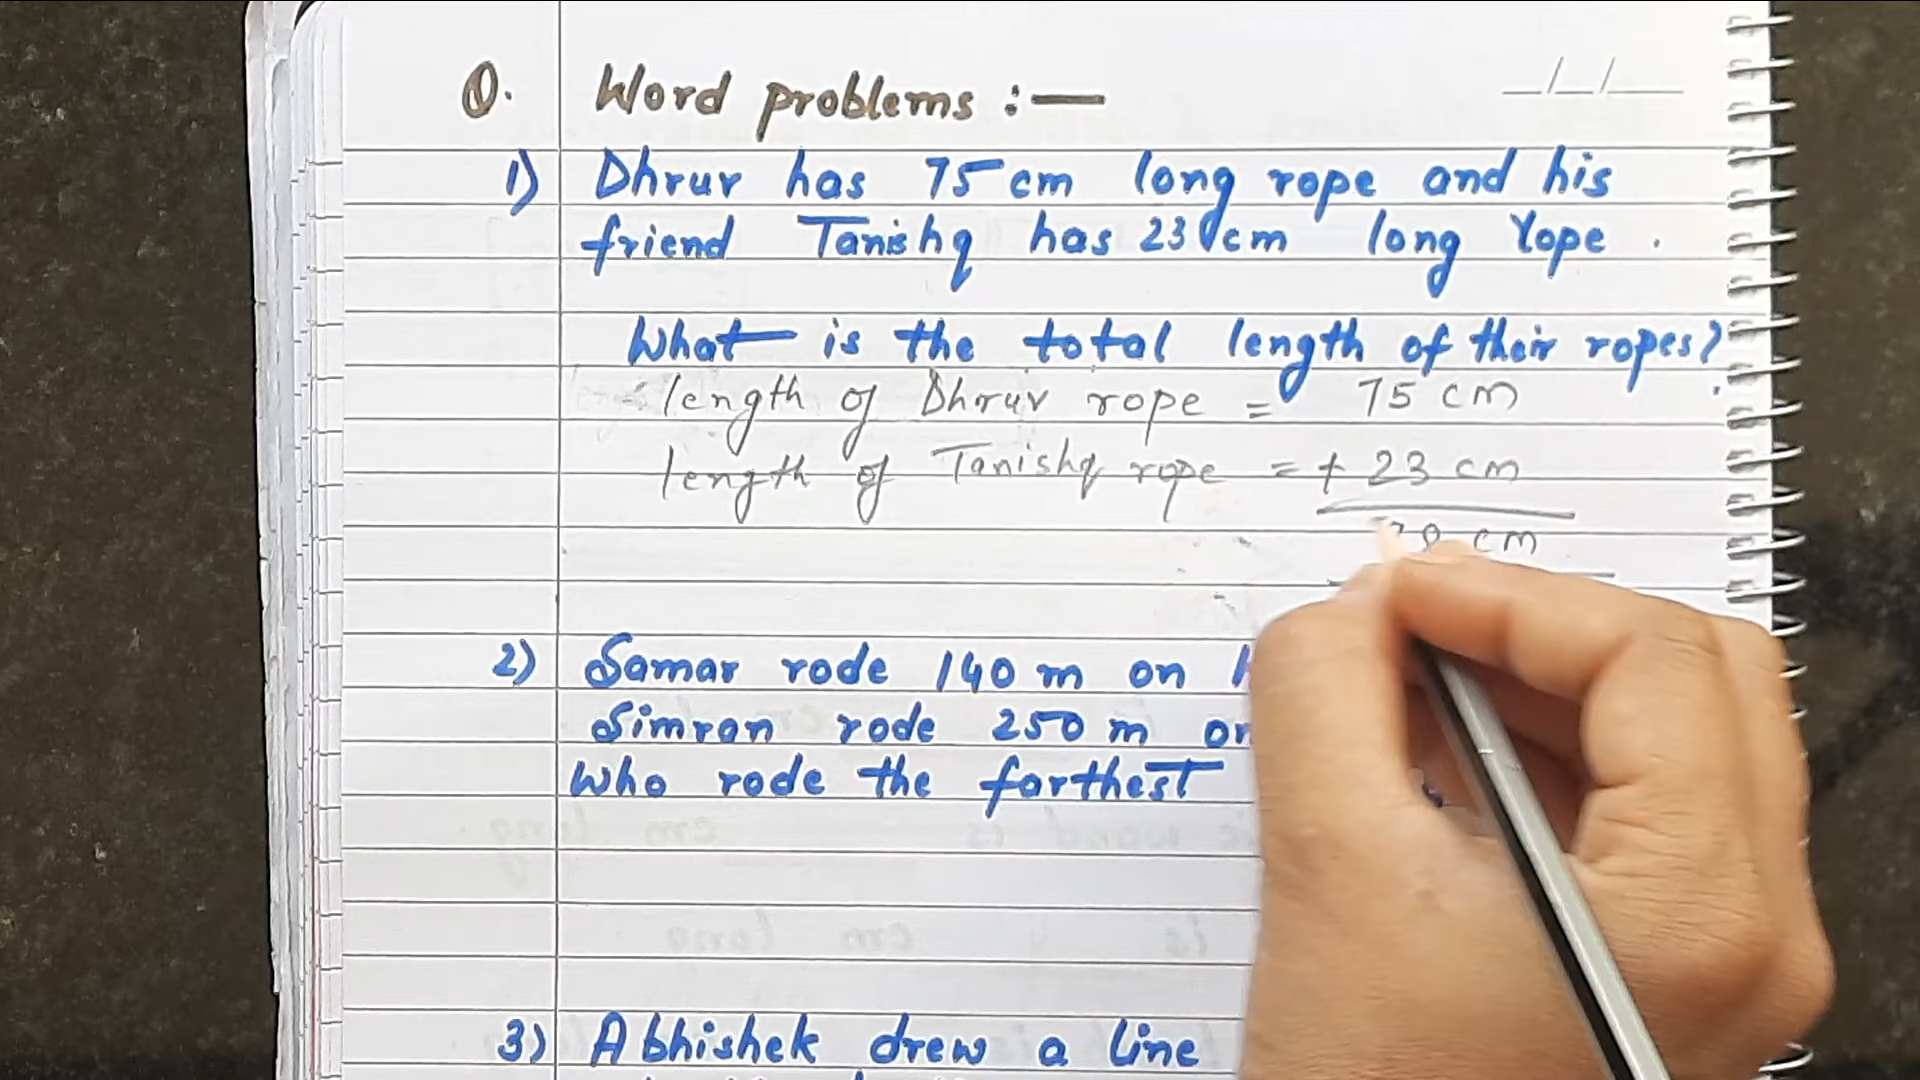 Q. Word problems :—
_/_/__
1) Dhruv has 75 cm long rope and his
friend Tanishq has 23 cm long rope .
What is the total length of their ropes?
length of Dhruv rope = 75 cm
length of Tanishq rope = + 23 cm
cm
2) Samar rode 140 m on
Simran rode 250 m on
Who rode the farthest
3) Abhishek drew a line